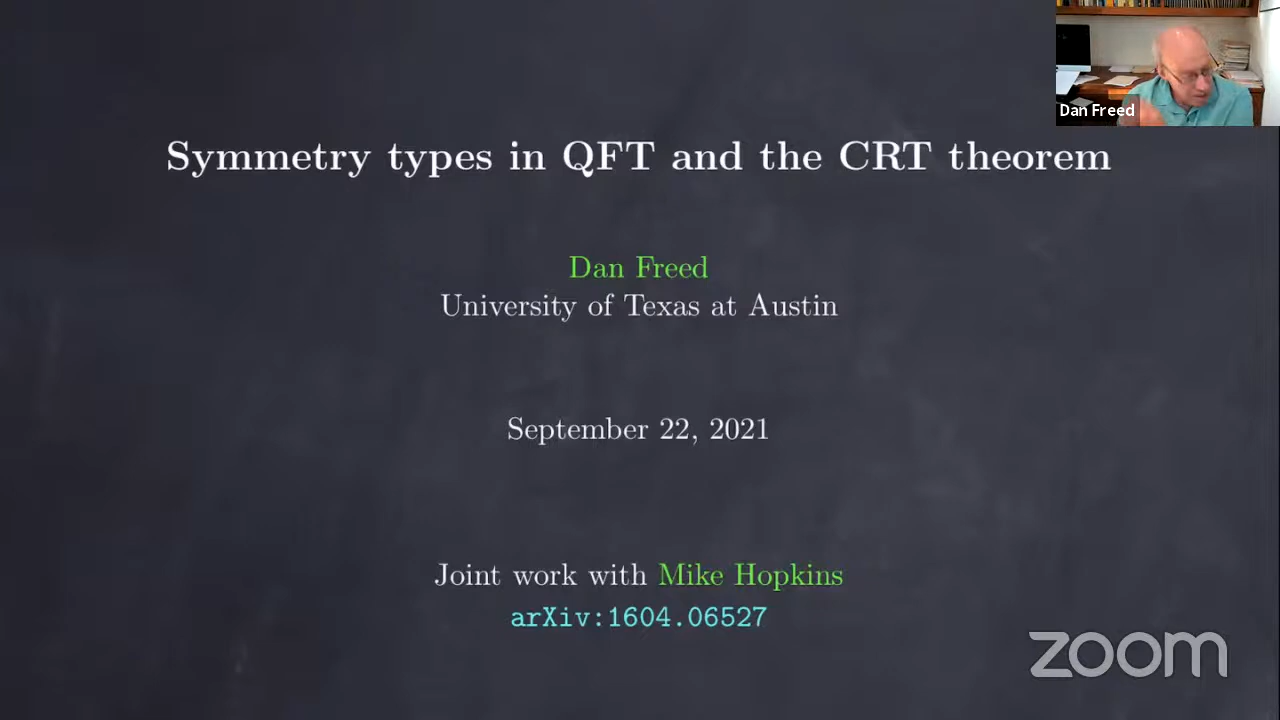 Dan Freed
Symmetry types in QFT and the CRT theorem
Dan Freed
University of Texas at Austin
September 22, 2021
Joint work with Mike Hopkins
arXiv:1604.06527
zoom